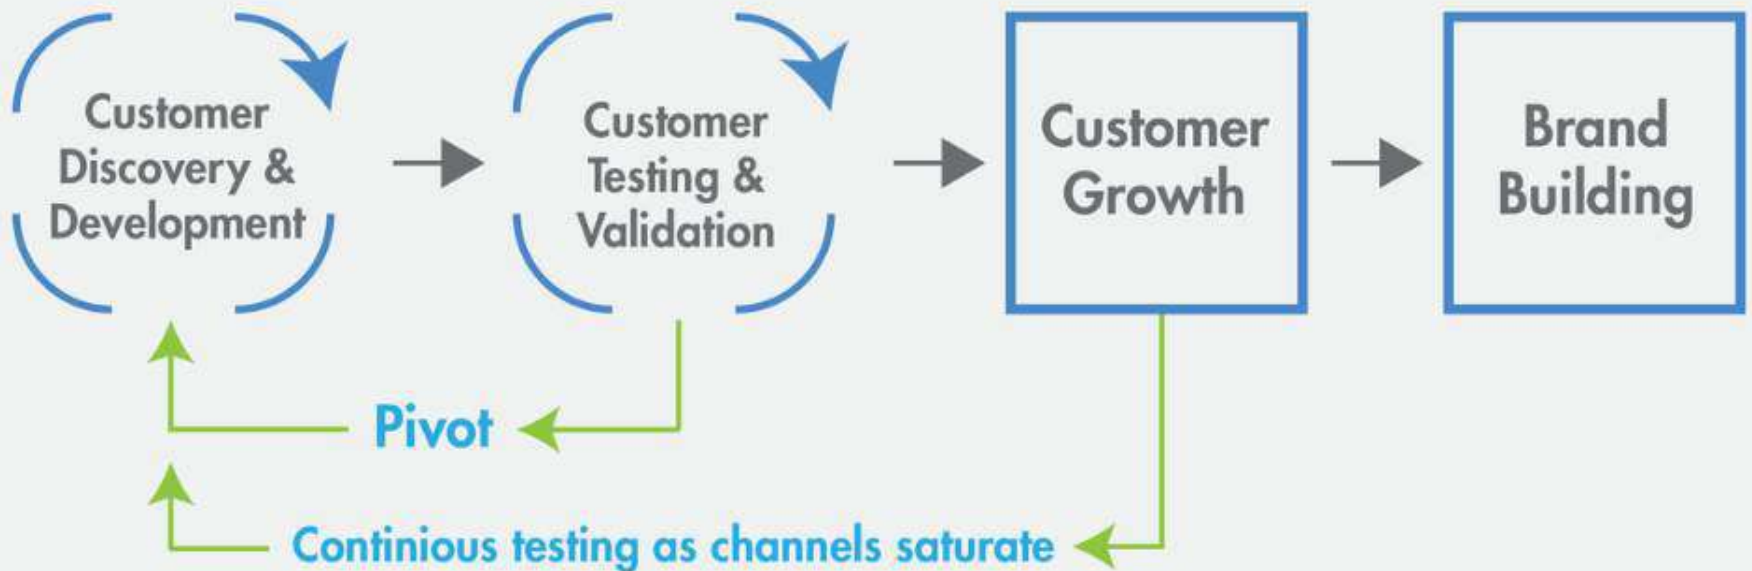 Customer
Discovery &
Development
Customer
Testing &
Validation
Customer
Growth
Brand
Building
Pivot
Continious testing as channels saturate